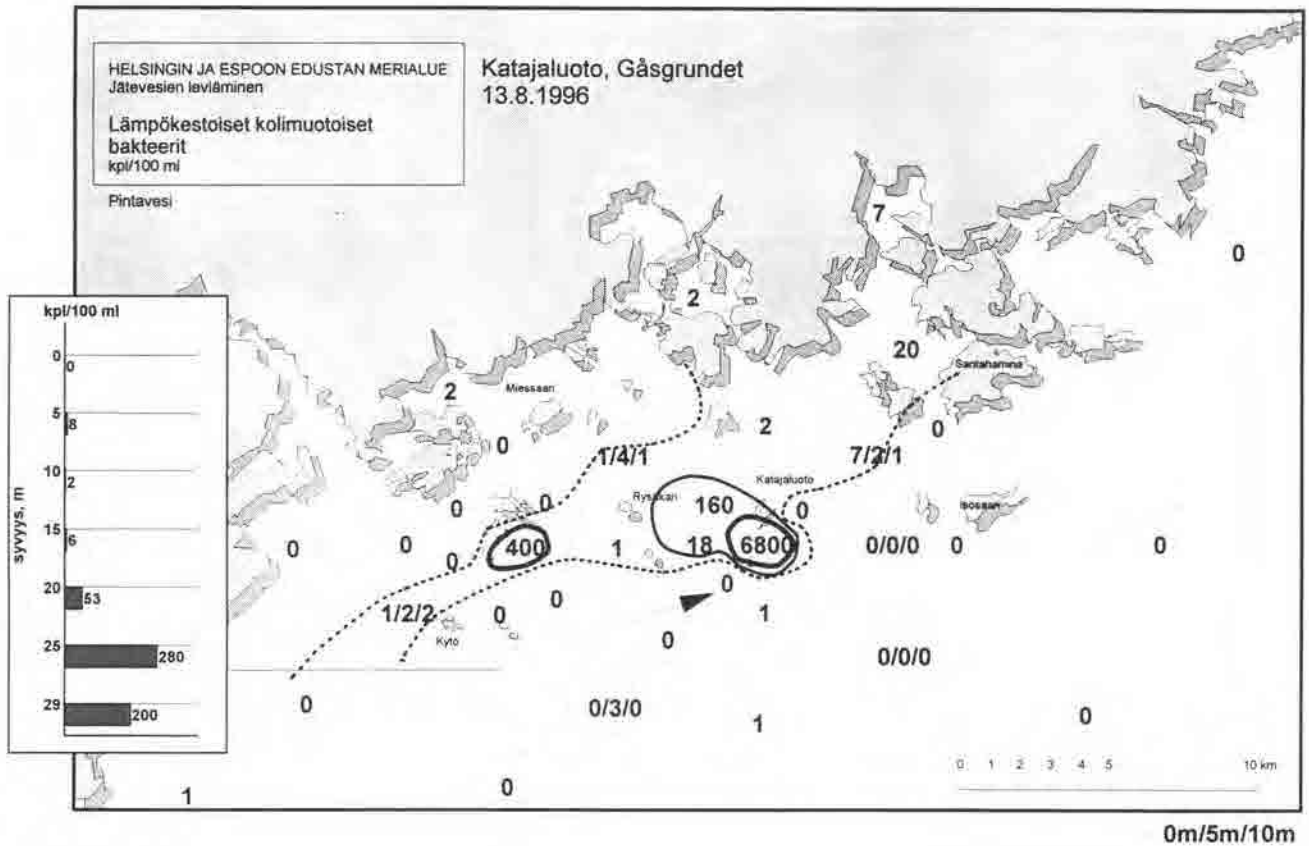 HELSINGIN JA ESPOON EDUSTAN MERIALUE
Jätevesien leviäminen
Lämpökestoiset kolimuotoiset
bakteerit
kpl/100 ml
Pintavesi
Katajaluoto, Gåsgrundet
13.8.1996
7
0
2
20
Santahamina
2
Miessaari
2
0
0
1/4/1
7/2/1
Katajaluoto
Rysäkari
160
0
Isosaari
0
0
0
0
0
400
1
18
6800
0/0/0
0
0
0
0
0
1/2/2
0
1
Kytö
0
0/0/0
0
0/3/0
1
0
0 1 2 3 4 5 10 km
1
0
kpl/100 ml
syvyys, m
0 0
5 8
10 2
15 6
20 53
25 280
29 200
0m/5m/10m